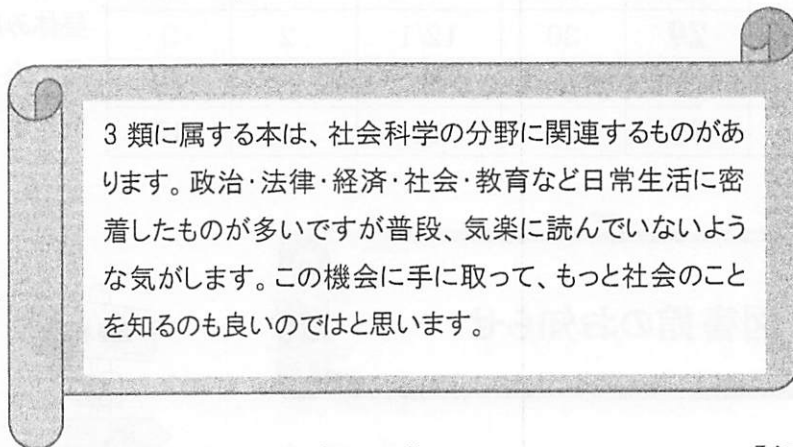 3 類に属する本は、社会科学の分野に関連するものがあ
ります。政治・法律・経済・社会・教育など日常生活に密
着したものが多いですが普段、気楽に読んでいないよう
な気がします。この機会に手に取って、もっと社会のこと
を知るのも良いのではと思います。